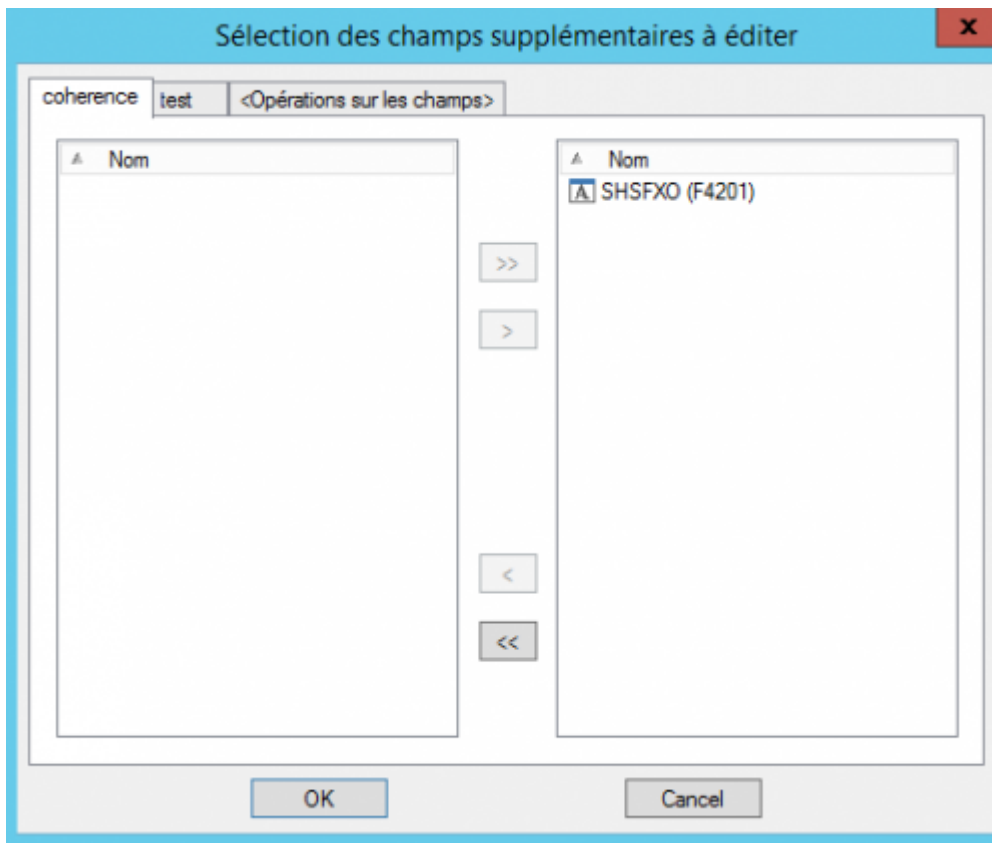 Sélection des champs supplémentaires à éditer
x
coherence test <Opérations sur les champs>
Nom Nom
A SHSFXO (F4201)
>>
>
<
<<
OK Cancel